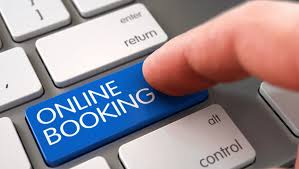 enter
return
ONLINE
BOOKING
alt
control